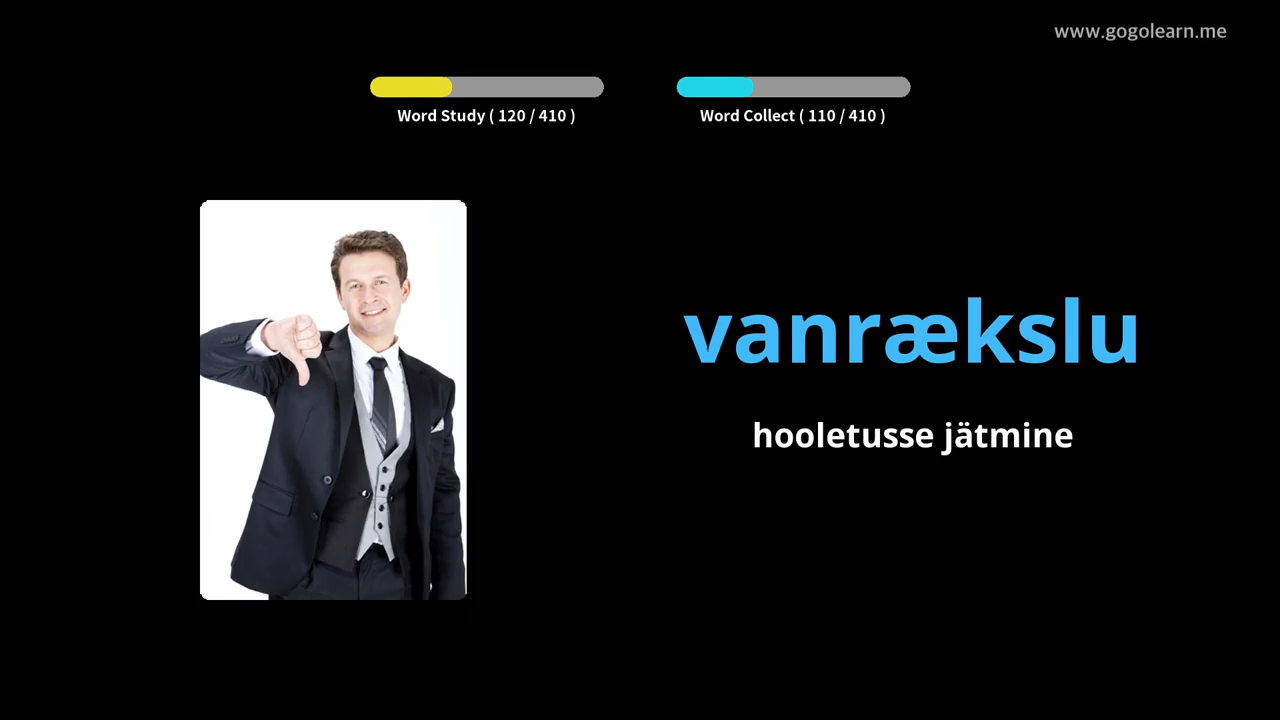 www.gogolearn.me
Word Study ( 120 / 410 )
Word Collect ( 110 / 410 )
vanrækslu
hooletusse jätmine